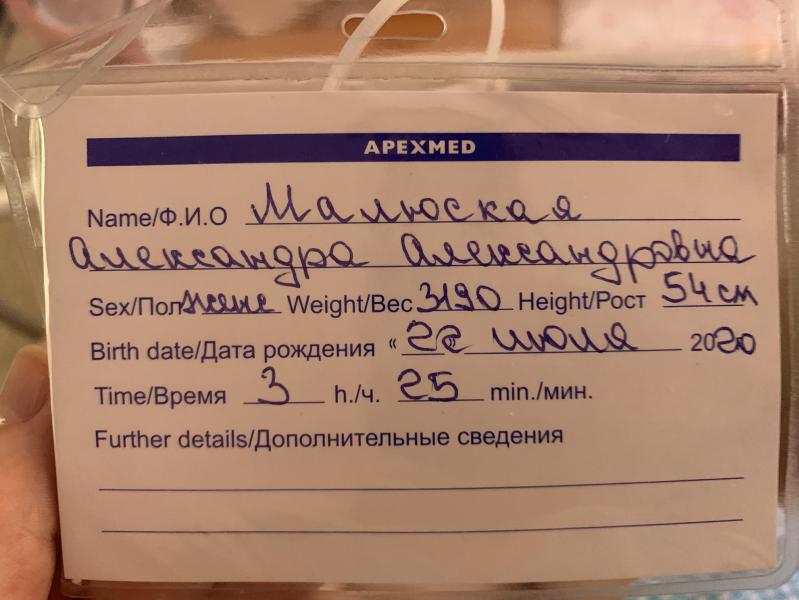 APEXMED
Name/Ф.И.О Малюская
Александра Александровна
Sex/Пол жен Weight/Вес 3190 Height/Рост 54 см
Birth date/Дата рождения « 22 » июля 2020
Time/Время 3 h./ч. 25 min./мин.
Further details/Дополнительные сведения